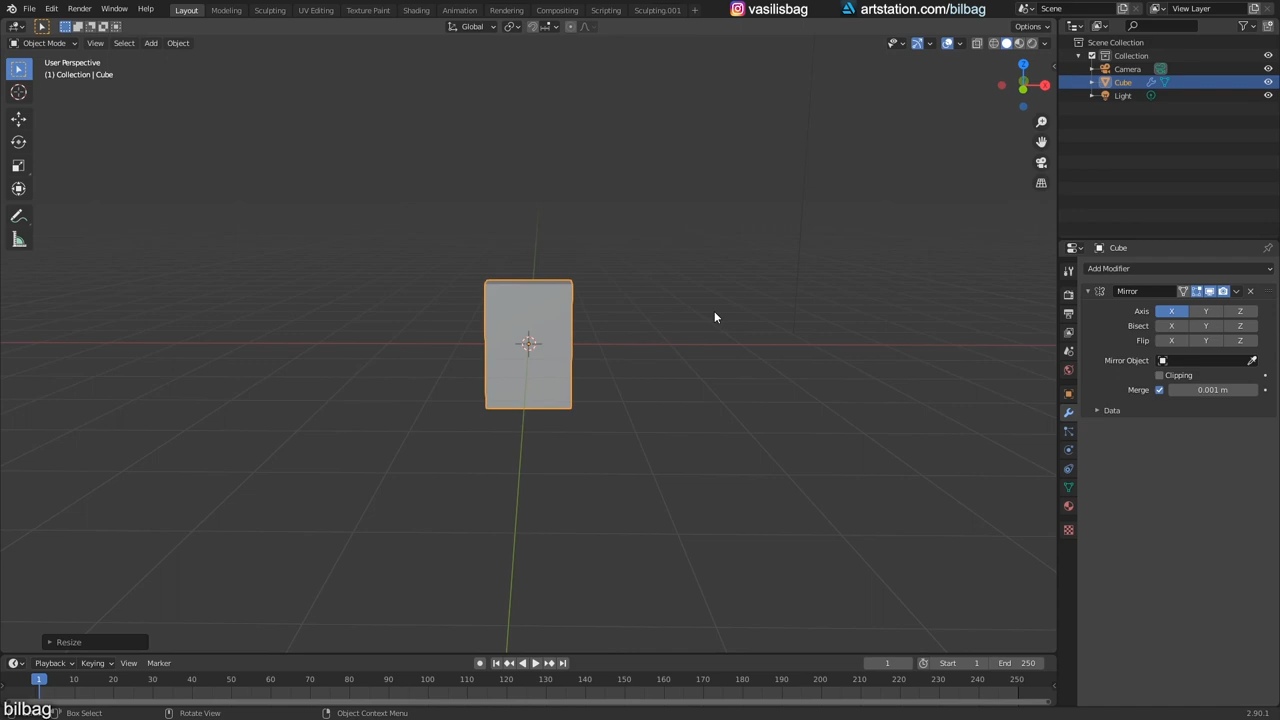 File Edit Render Window Help Layout Modeling Sculpting UV Editing Texture Paint Shading Animation Rendering Compositing Scripting Sculpting.001 + vasilisbag artstation.com/bilbag Scene View Layer
Global Options
Object Mode View Select Add Object
User Perspective
(1) Collection | Cube
Z
X
Scene Collection
Collection
Camera
Cube
Light
Cube
Add Modifier
Mirror
Axis X Y Z
Bisect X Y Z
Flip X Y Z
Mirror Object
Clipping
Merge 0.001 m
Data
Resize
Playback Keying View Marker 1 Start 1 End 250
1 10 20 30 40 50 60 70 80 90 100 110 120 130 140 150 160 170 180 190 200 210 220 230 240 250
bilbag Box Select Rotate View Object Context Menu 2.90.1